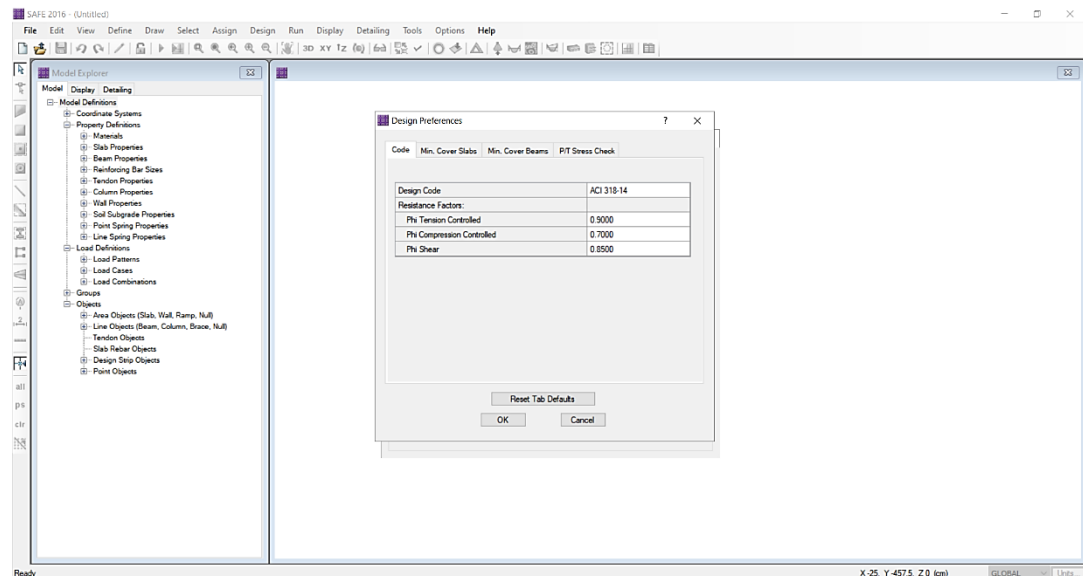 SAFE 2016 - (Untitled)
File Edit View Define Draw Select Assign Design Run Display Detailing Tools Options Help
3D XY
Model Explorer
Model Display Detailing
Model Definitions
Coordinate Systems
Property Definitions
Materials
Slab Properties
Beam Properties
Reinforcing Bar Sizes
Tendon Properties
Column Properties
Wall Properties
Soil Subgrade Properties
Point Spring Properties
Line Spring Properties
Load Definitions
Load Patterns
Load Cases
Load Combinations
Groups
Objects
Area Objects (Slab, Wall, Ramp, Null)
Line Objects (Beam, Column, Brace, Null)
Tendon Objects
Slab Rebar Objects
Design Strip Objects
Point Objects
all
ps
clr
Design Preferences ?
Code Min. Cover Slabs Min. Cover Beams P/T Stress Check
Design Code ACI 318-14
Resistance Factors:
Phi Tension Controlled 0.9000
Phi Compression Controlled 0.7000
Phi Shear 0.8500
Reset Tab Defaults
OK Cancel
Ready X -25, Y -457.5, Z 0 (cm) GLOBAL Units...